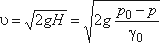 υ = √2gH = √2g (p₀ − p)/γ₀